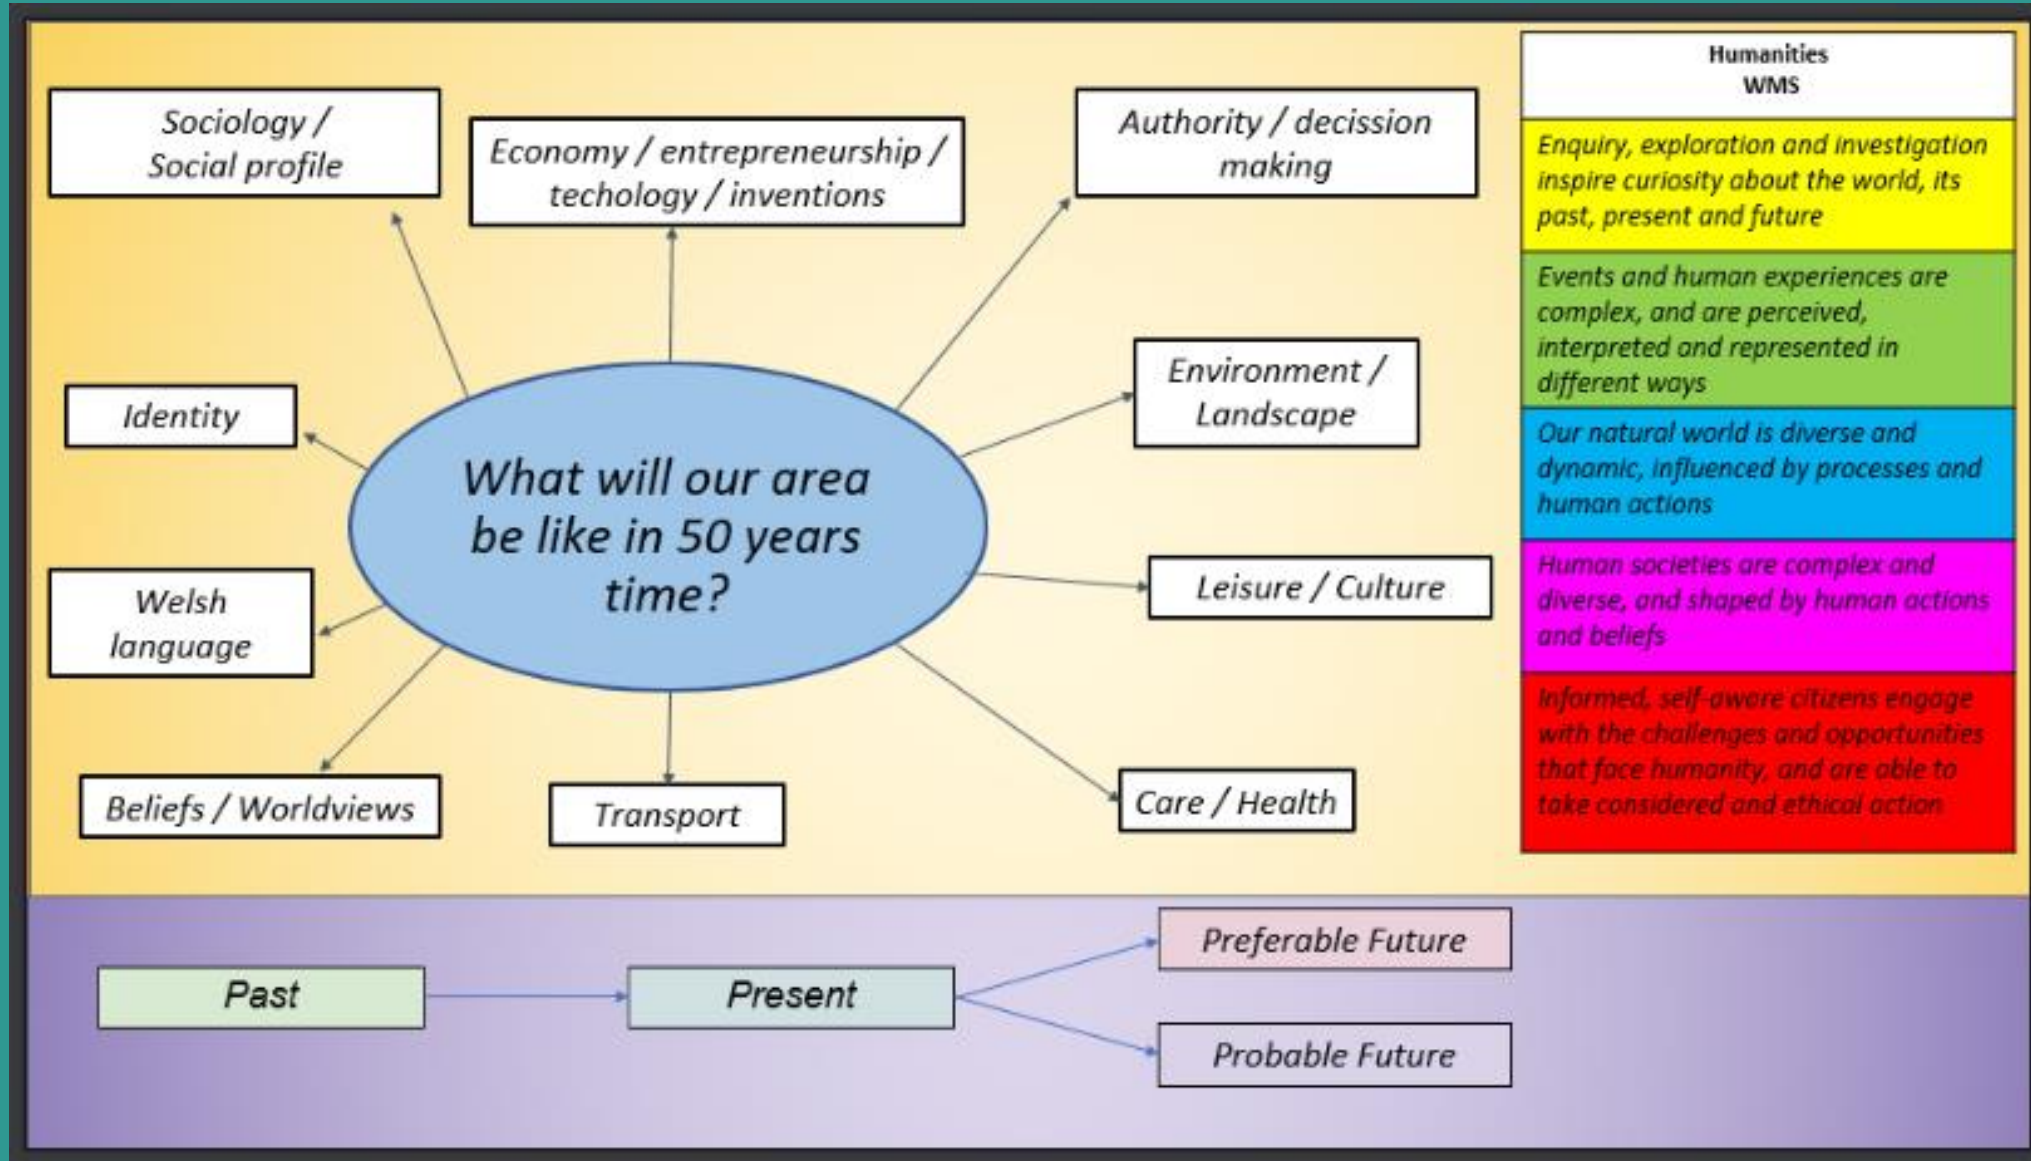 Sociology /
Social profile
Economy / entrepreneurship /
techology / inventions
Authority / decission
making
Identity
Environment /
Landscape
What will our area
be like in 50 years
time?
Welsh
language
Leisure / Culture
Beliefs / Worldviews
Transport
Care / Health
Humanities
WMS
Enquiry, exploration and investigation
inspire curiosity about the world, its
past, present and future
Events and human experiences are
complex, and are perceived,
interpreted and represented in
different ways
Our natural world is diverse and
dynamic, influenced by processes and
human actions
Human societies are complex and
diverse, and shaped by human actions
and beliefs
Informed, self-aware citizens engage
with the challenges and opportunities
that face humanity, and are able to
take considered and ethical action
Past
Present
Preferable Future
Probable Future